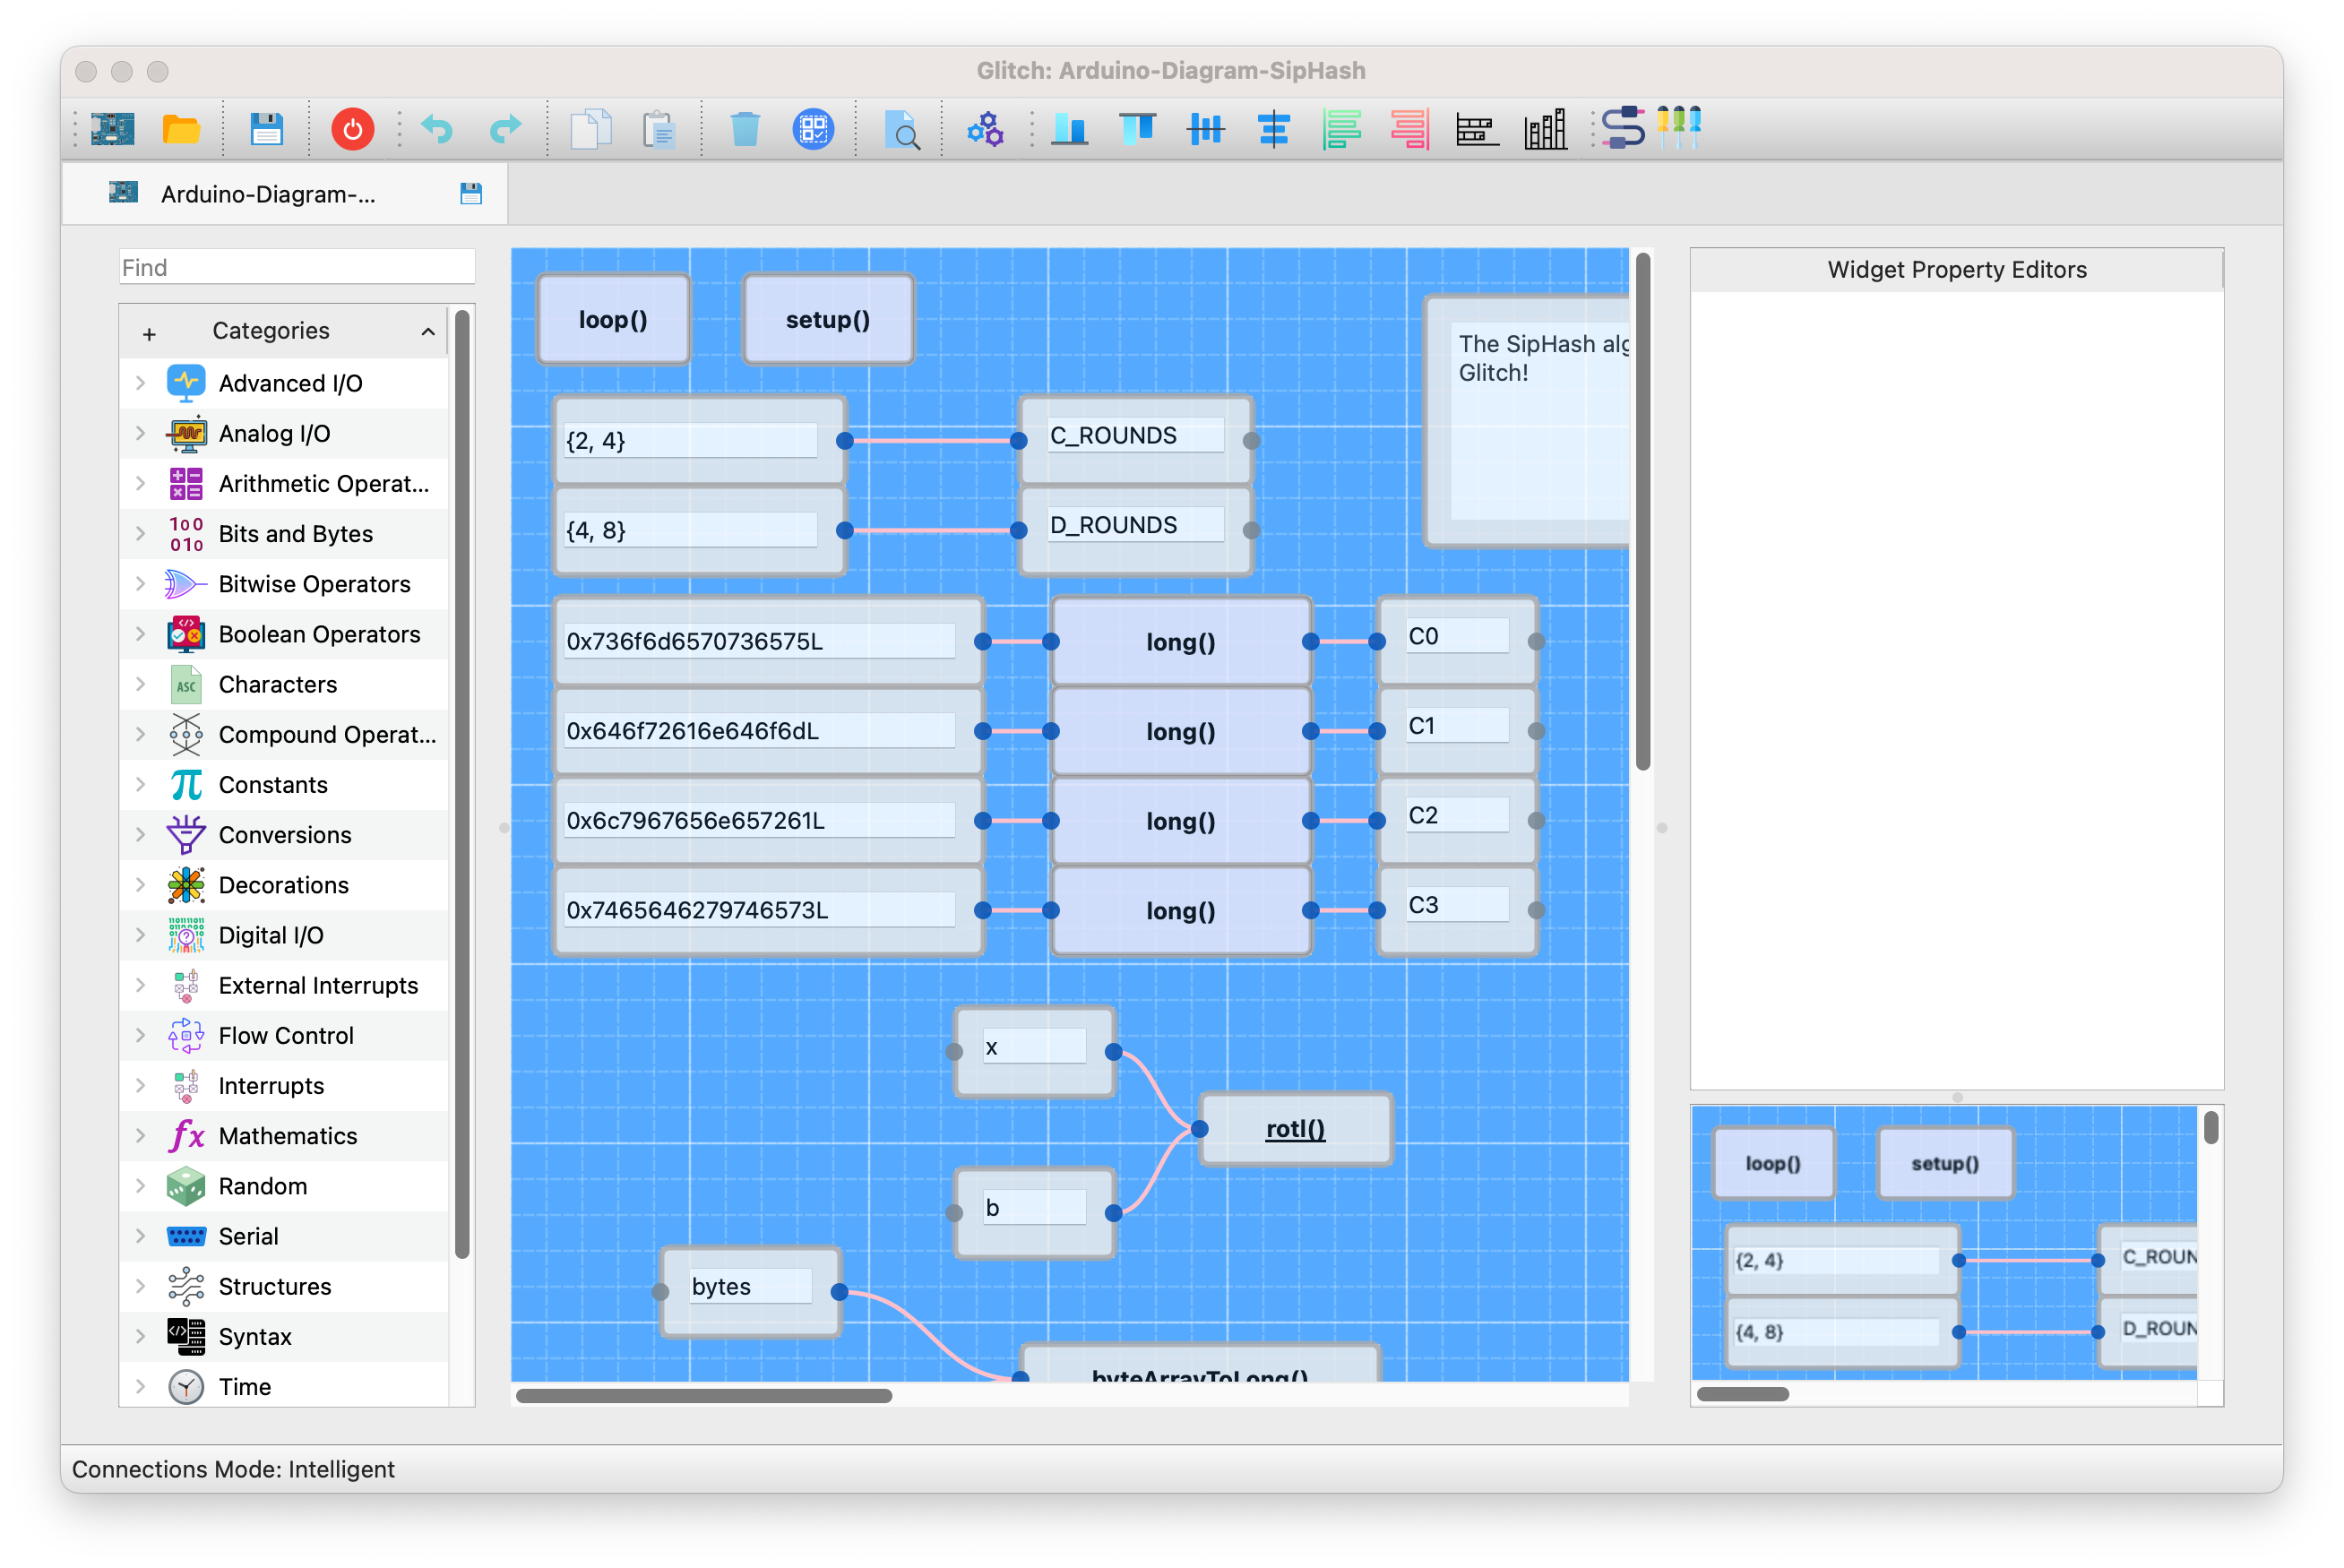 Glitch: Arduino-Diagram-SipHash
Arduino-Diagram-...
Find
+ Categories
Advanced I/O
Analog I/O
Arithmetic Operat...
Bits and Bytes
Bitwise Operators
Boolean Operators
Characters
Compound Operat...
Constants
Conversions
Decorations
Digital I/O
External Interrupts
Flow Control
Interrupts
Mathematics
Random
Serial
Structures
Syntax
Time
loop()
setup()
The SipHash alg
Glitch!
{2, 4}
C_ROUNDS
{4, 8}
D_ROUNDS
0x736f6d6570736575L
long()
C0
0x646f72616e646f6dL
long()
C1
0x6c7967656e657261L
long()
C2
0x7465646279746573L
long()
C3
x
rotl()
b
bytes
byteArrayToLong()
Widget Property Editors
loop()
setup()
{2, 4}
C_ROUN
{4, 8}
D_ROUN
Connections Mode: Intelligent